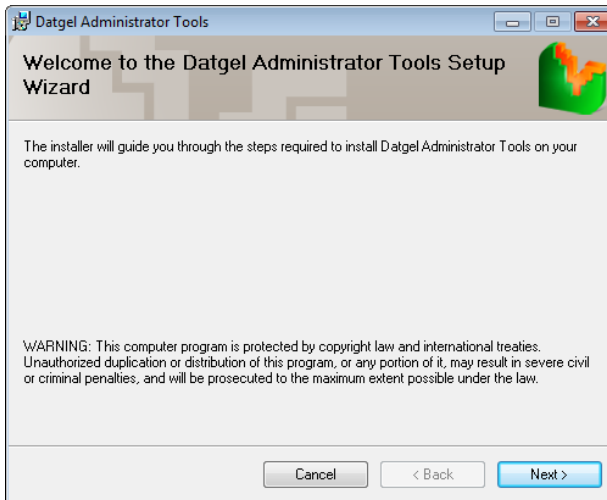 Datgel Administrator Tools
Welcome to the Datgel Administrator Tools Setup
Wizard
The installer will guide you through the steps required to install Datgel Administrator Tools on your
computer.
WARNING: This computer program is protected by copyright law and international treaties.
Unauthorized duplication or distribution of this program, or any portion of it, may result in severe civil
or criminal penalties, and will be prosecuted to the maximum extent possible under the law.
Cancel < Back Next >